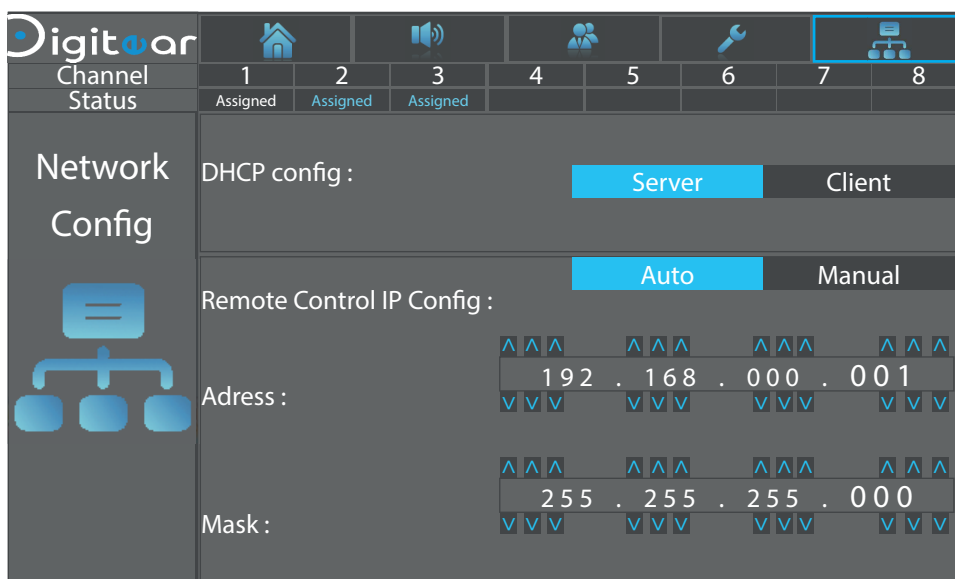 Digitear
Channel 1 2 3 4 5 6 7 8
Status Assigned Assigned Assigned
Network
Config
DHCP config :
Server Client
Auto Manual
Remote Control IP Config :
Adress :
^ ^ ^ ^ ^ ^ ^ ^ ^ ^ ^ ^
192 . 168 . 000 . 001
v v v v v v v v v v v v
Mask :
^ ^ ^ ^ ^ ^ ^ ^ ^ ^ ^ ^
255 . 255 . 255 . 000
v v v v v v v v v v v v